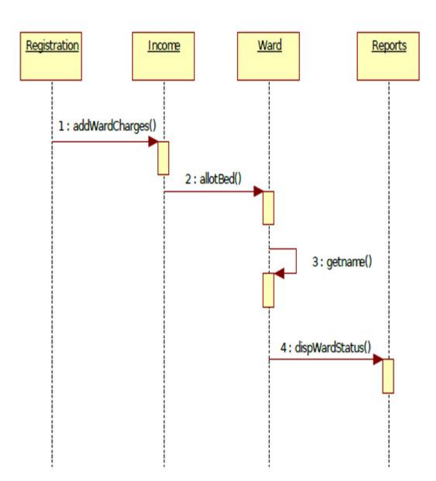 Registration
Income
Ward
Reports
1 : addWardCharges()
2 : allotBed()
3 : getname()
4 : dispWardStatus()